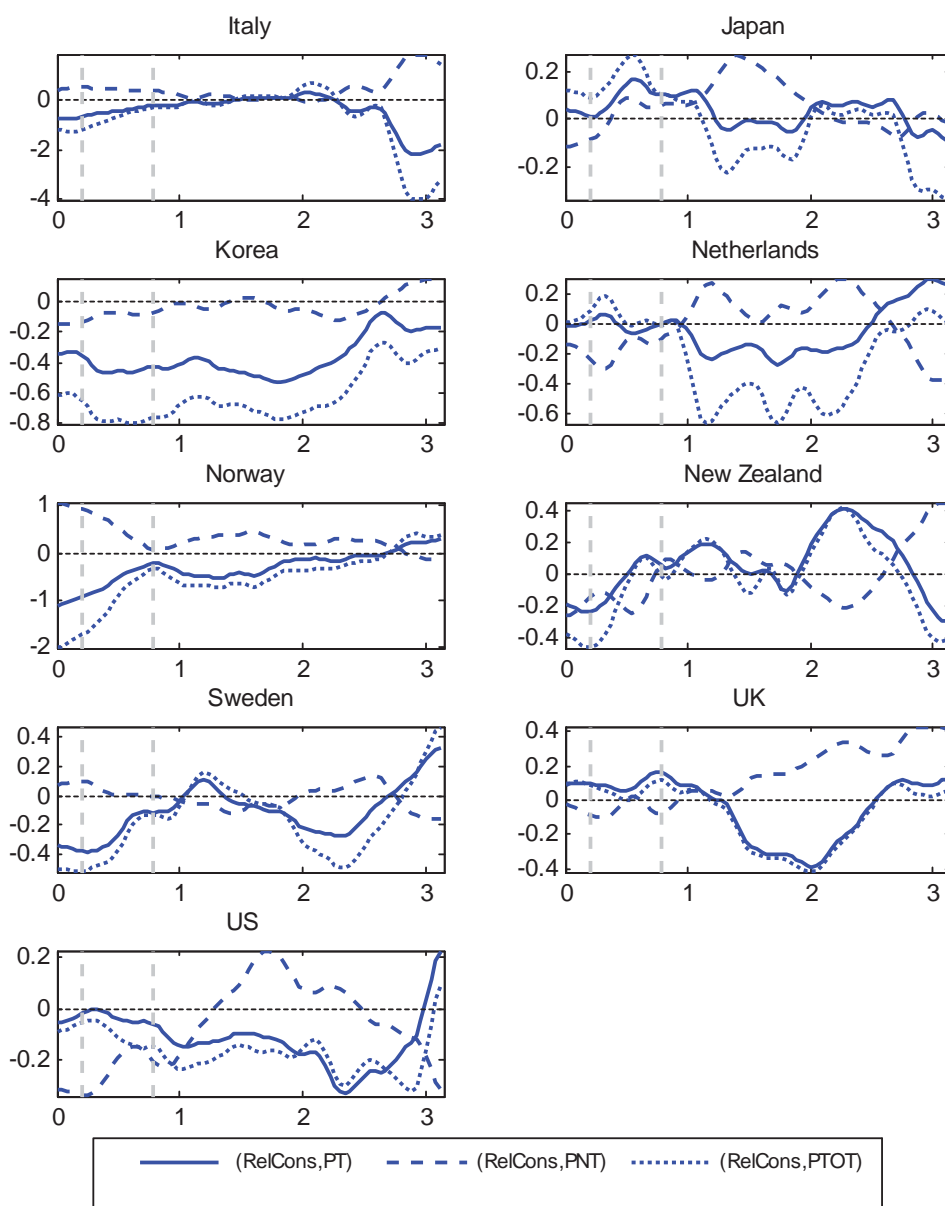 Italy
Japan
0
-2
-4
0.2
0
-0.2
0 1 2 3
0 1 2 3
Korea
Netherlands
0
-0.2
-0.4
-0.6
-0.8
0.2
0
-0.2
-0.4
-0.6
0 1 2 3
0 1 2 3
Norway
New Zealand
1
0
-1
-2
0.4
0.2
0
-0.2
-0.4
0 1 2 3
0 1 2 3
Sweden
UK
0.4
0.2
0
-0.2
-0.4
0.4
0.2
0
-0.2
-0.4
0 1 2 3
0 1 2 3
US
0.2
0
-0.2
0 1 2 3
(RelCons,PT) (RelCons,PNT) (RelCons,PTOT)